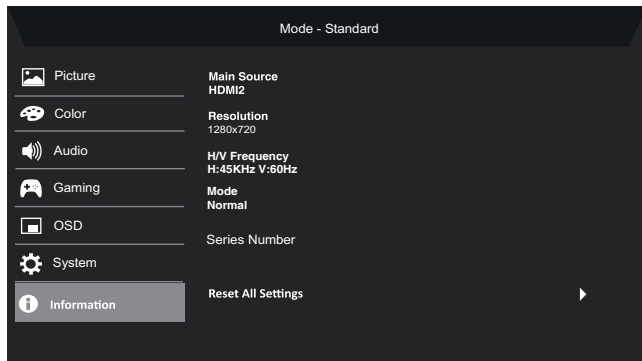 Mode - Standard
Picture
Color
Audio
Gaming
OSD
System
Information
Main Source
HDMI2
Resolution
1280x720
H/V Frequency
H:45KHz V:60Hz
Mode
Normal
Series Number
Reset All Settings